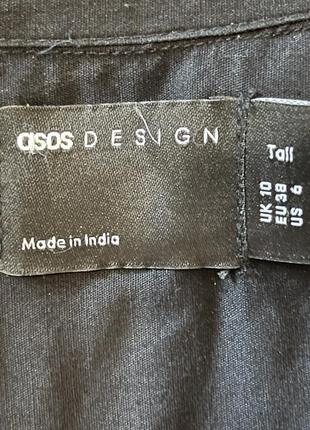 asos DESIGN
Made in India
Tall
UK 10
EU 38
US 6